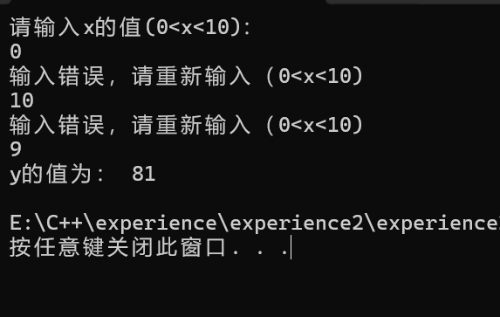 请输入x的值(0<x<10):
0
输入错误，请重新输入（0<x<10)
10
输入错误，请重新输入（0<x<10)
9
y的值为： 81
E:\C++\experience\experience2\experience
按任意键关闭此窗口. . .